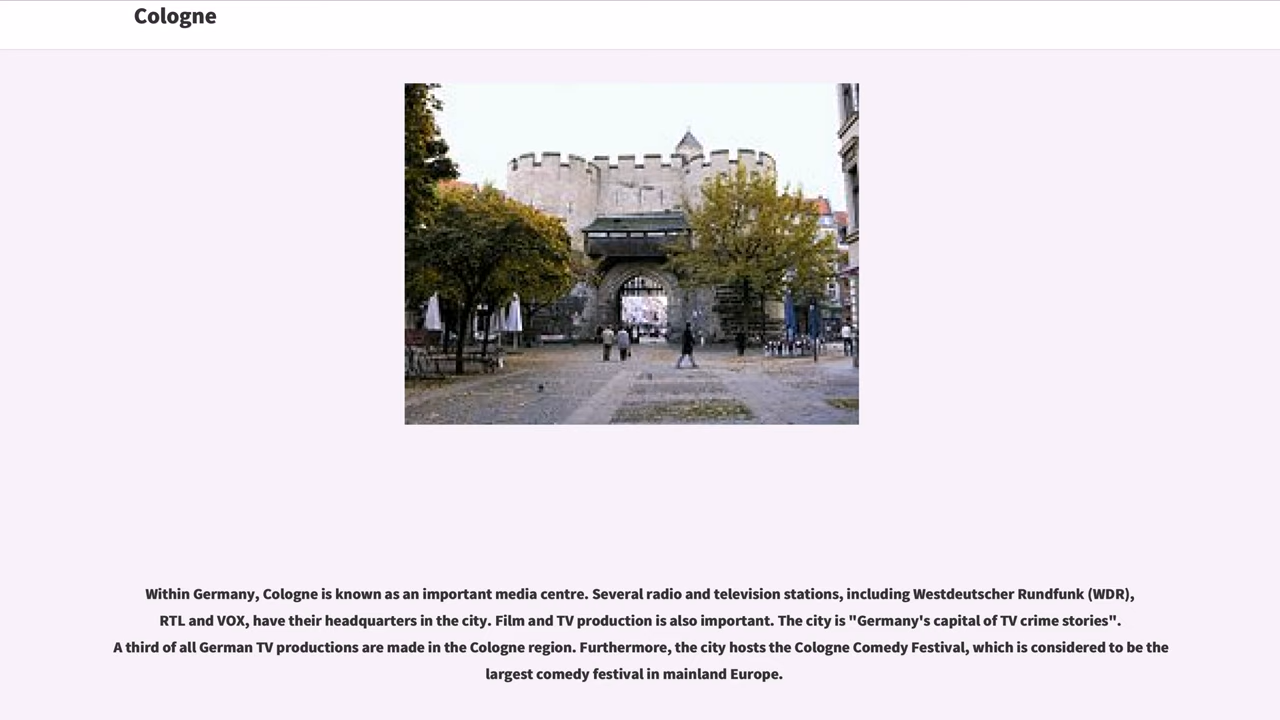 Cologne
Within Germany, Cologne is known as an important media centre. Several radio and television stations, including Westdeutscher Rundfunk (WDR),
RTL and VOX, have their headquarters in the city. Film and TV production is also important. The city is "Germany's capital of TV crime stories".
A third of all German TV productions are made in the Cologne region. Furthermore, the city hosts the Cologne Comedy Festival, which is considered to be the
largest comedy festival in mainland Europe.